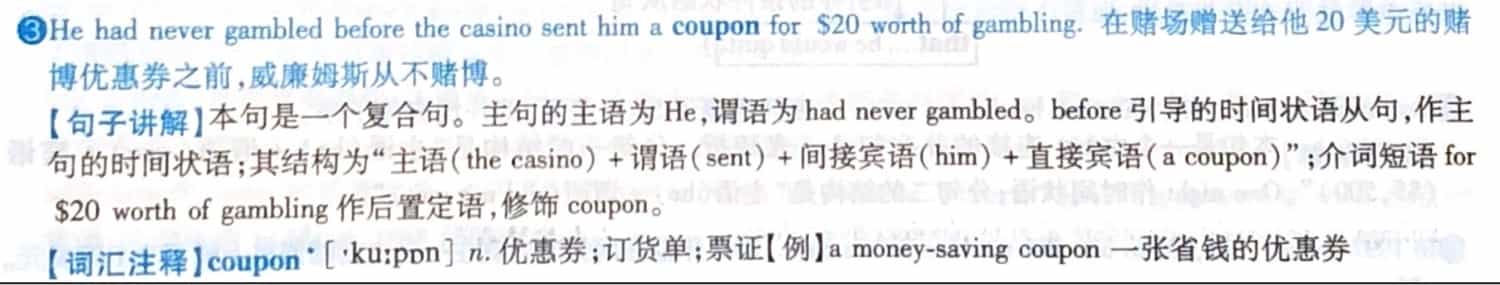 ❸He had never gambled before the casino sent him a coupon for $20 worth of gambling. 在赌场赠送给他 20 美元的赌
博优惠券之前,威廉姆斯从不赌博。
【句子讲解】本句是一个复合句。主句的主语为 He,谓语为 had never gambled。before 引导的时间状语从句,作主
句的时间状语;其结构为“主语(the casino)+谓语(sent)+间接宾语(him)+直接宾语(a coupon)”;介词短语 for
$20 worth of gambling 作后置定语,修饰 coupon。
【词汇注释】coupon [ˈkuːpɒn] n. 优惠券;订货单;票证【例】a money-saving coupon 一张省钱的优惠券